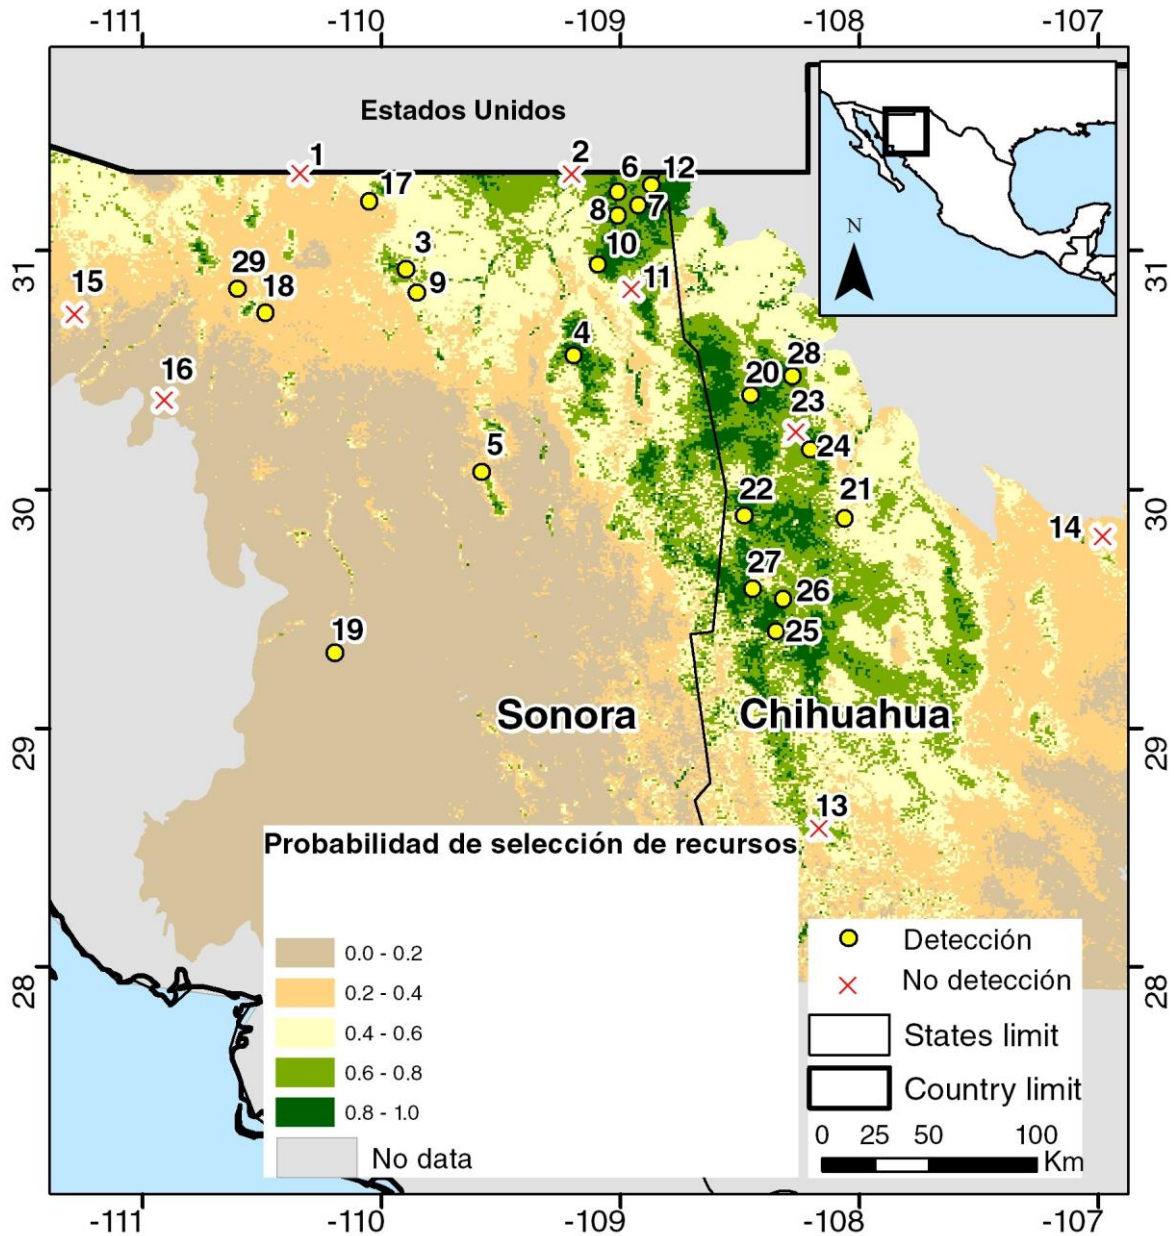 -111 -110 -109 -108 -107
Estados Unidos
1 2 6 12
17 8 7
3 10
31 31
29 9 11
15 18
N
4 28
16 20
23
5 24
30 22 21 30
14
27 26
19 25
Sonora Chihuahua
29 29
13
Probabilidad de selección de recursos
0.0 - 0.2
0.2 - 0.4
0.4 - 0.6
0.6 - 0.8
0.8 - 1.0
No data
Detección
No detección
States limit
Country limit
0 25 50 100
Km
28 28
-111 -110 -109 -108 -107